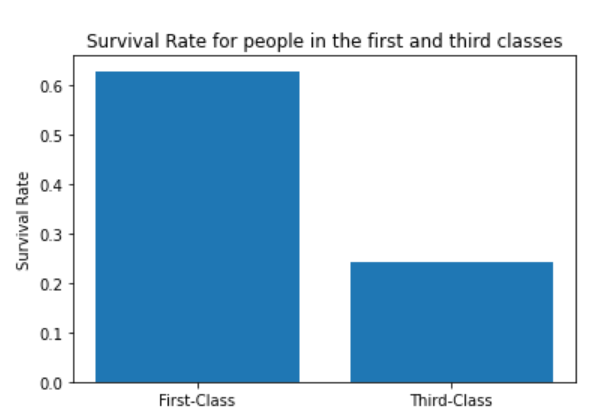 Survival Rate for people in the first and third classes
Survival Rate
0.6
0.5
0.4
0.3
0.2
0.1
0.0
First-Class
Third-Class